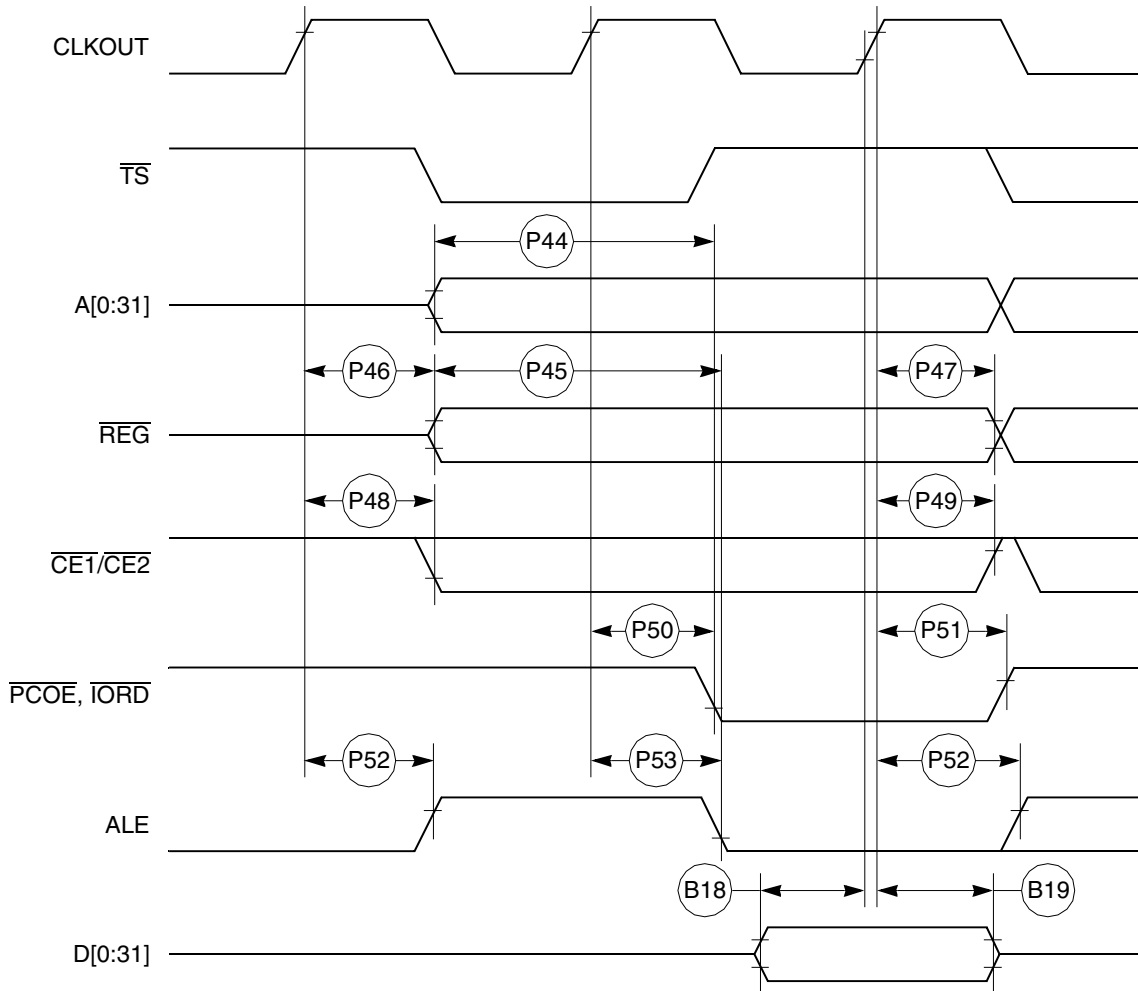 CLKOUT
TS
P44
A[0:31]
P46 P45 P47
REG
P48 P49
CE1/CE2
P50 P51
PCOE, IORD
P52 P53 P52
ALE
B18 B19
D[0:31]